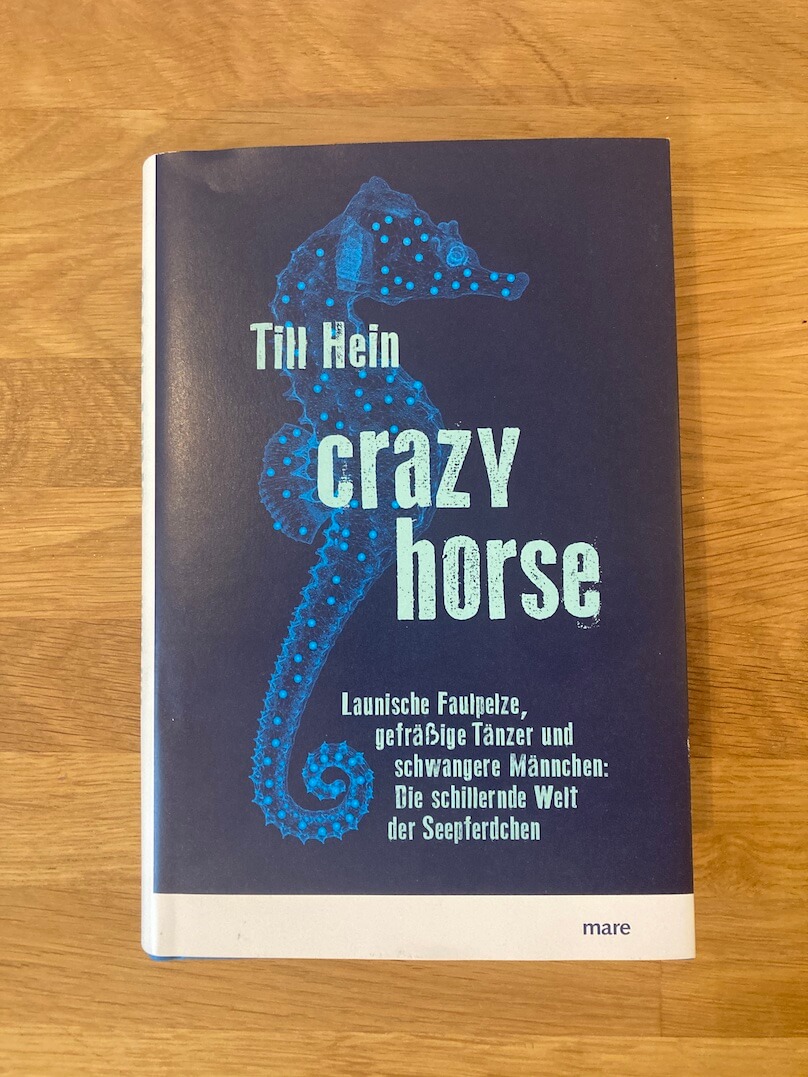 Till Hein
crazy
horse
Launische Faulpelze,
gefräßige Tänzer und
schwangere Männchen:
Die schillernde Welt
der Seepferdchen
mare